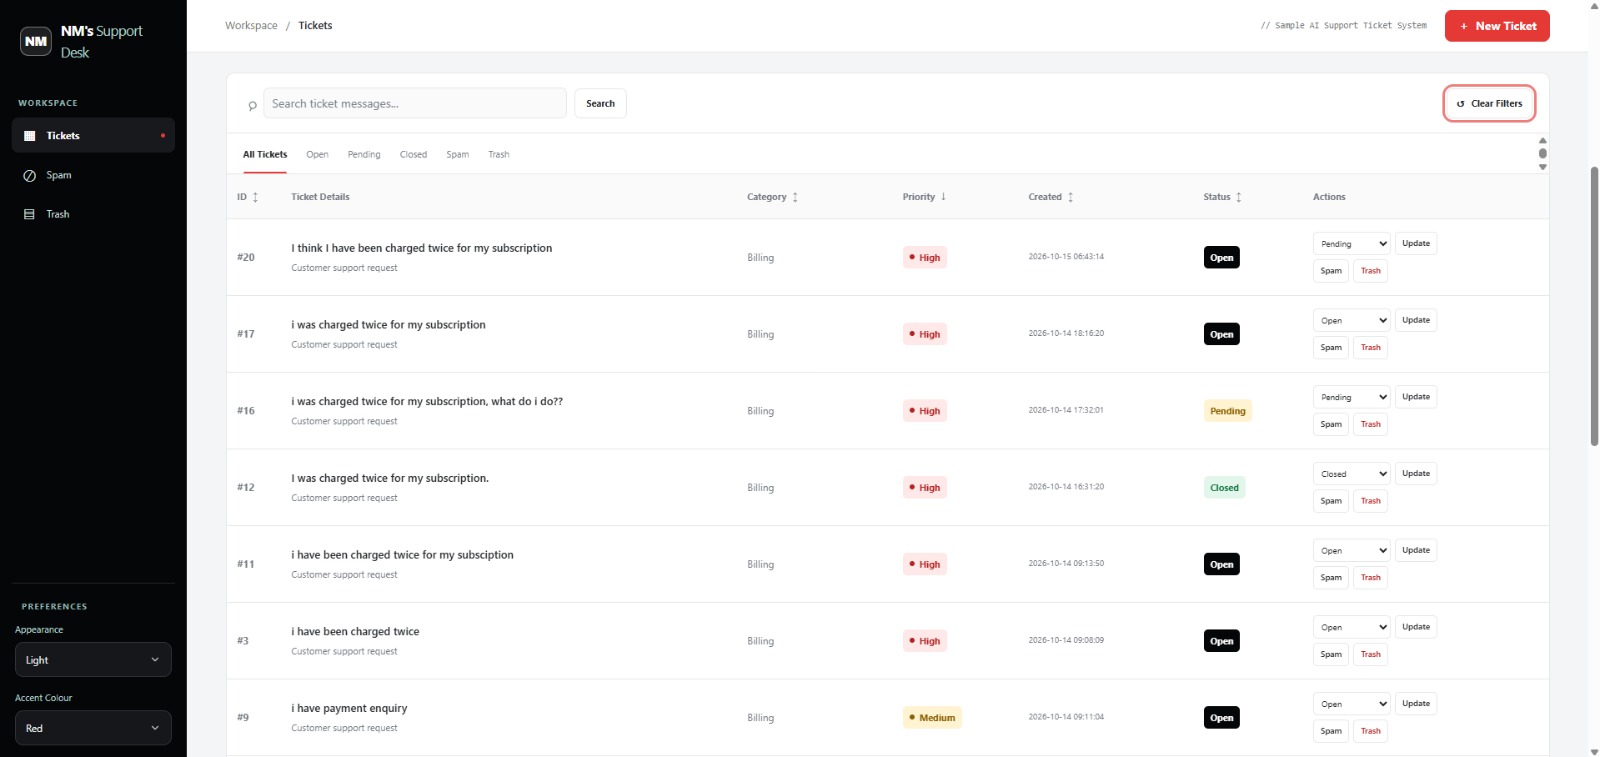 NM
NM's Support
Desk
WORKSPACE
Tickets
Spam
Trash
PREFERENCES
Appearance
Light
Accent Colour
Red
Workspace / Tickets
// Sample AI Support Ticket System
+ New Ticket
Search ticket messages...
Search
↺ Clear Filters
All Tickets Open Pending Closed Spam Trash
ID ↕ Ticket Details Category ↕ Priority ↓ Created ↕ Status ↕ Actions
#20 I think I have been charged twice for my subscription Billing High 2026-10-15 06:43:14 Open Pending Update
Customer support request Spam Trash
#17 i was charged twice for my subscription Billing High 2026-10-14 18:16:20 Open Open Update
Customer support request Spam Trash
#16 i was charged twice for my subscription, what do i do?? Billing High 2026-10-14 17:32:01 Pending Pending Update
Customer support request Spam Trash
#12 I was charged twice for my subscription. Billing High 2026-10-14 16:31:20 Closed Closed Update
Customer support request Spam Trash
#11 i have been charged twice for my subsciption Billing High 2026-10-14 09:13:50 Open Open Update
Customer support request Spam Trash
#3 i have been charged twice Billing High 2026-10-14 09:08:09 Open Open Update
Customer support request Spam Trash
#9 i have payment enquiry Billing Medium 2026-10-14 09:11:04 Open Open Update
Customer support request Spam Trash